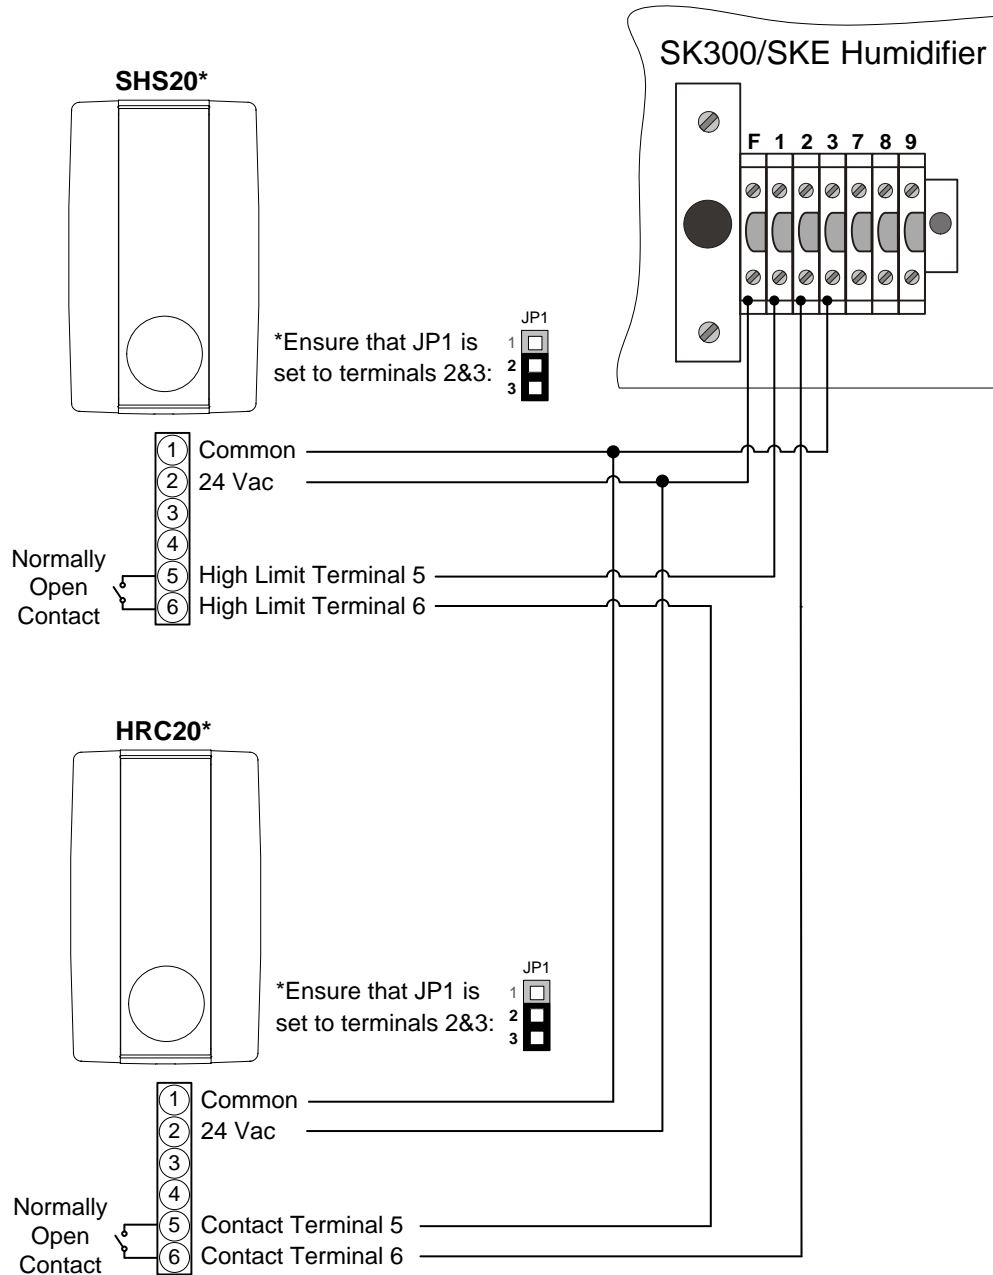 SK300/SKE Humidifier
SHS20*
F 1 2 3 7 8 9
JP1
*Ensure that JP1 is
set to terminals 2&3:
1
2
3
1 Common
2 24 Vac
3
4
Normally
Open
Contact
5 High Limit Terminal 5
6 High Limit Terminal 6
HRC20*
JP1
*Ensure that JP1 is
set to terminals 2&3:
1
2
3
1 Common
2 24 Vac
3
4
Normally
Open
Contact
5 Contact Terminal 5
6 Contact Terminal 6